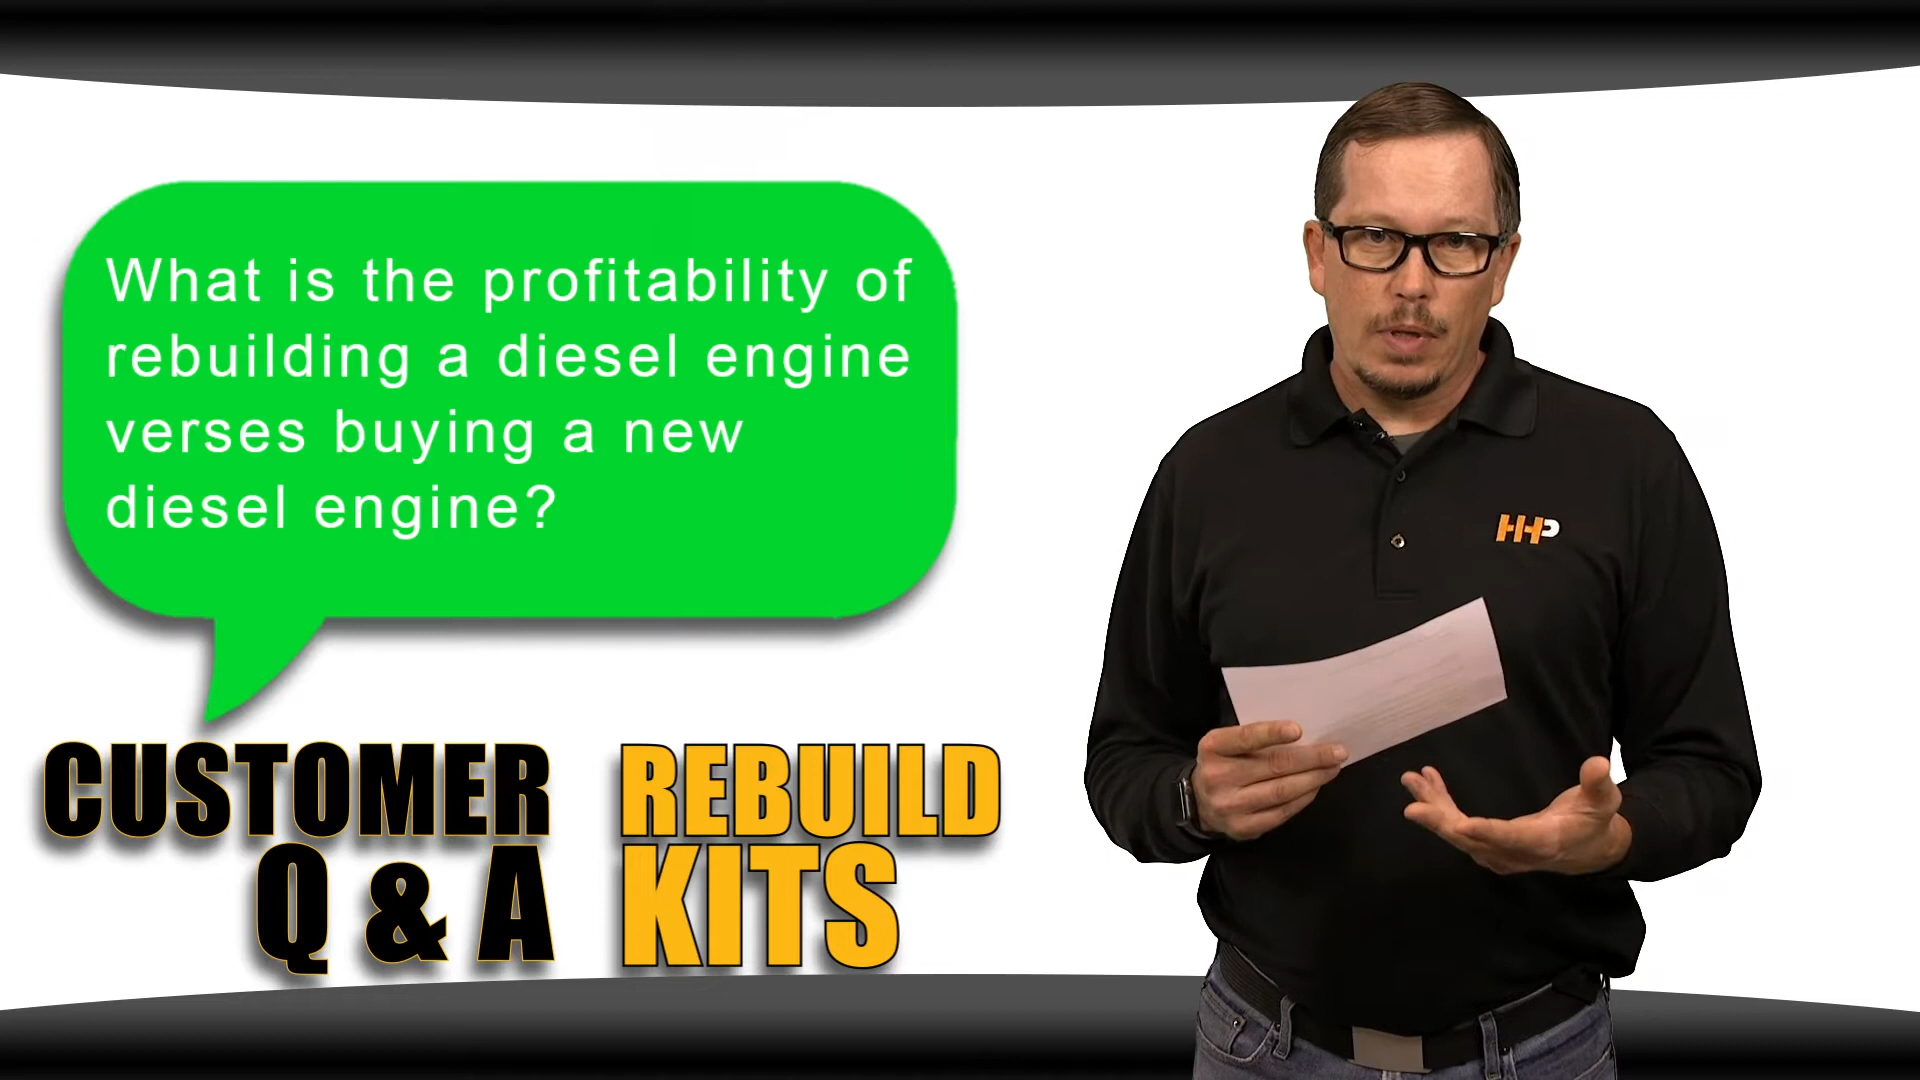 What is the profitability of
rebuilding a diesel engine
verses buying a new
diesel engine?
HHP
CUSTOMER REBUILD
Q & A KITS